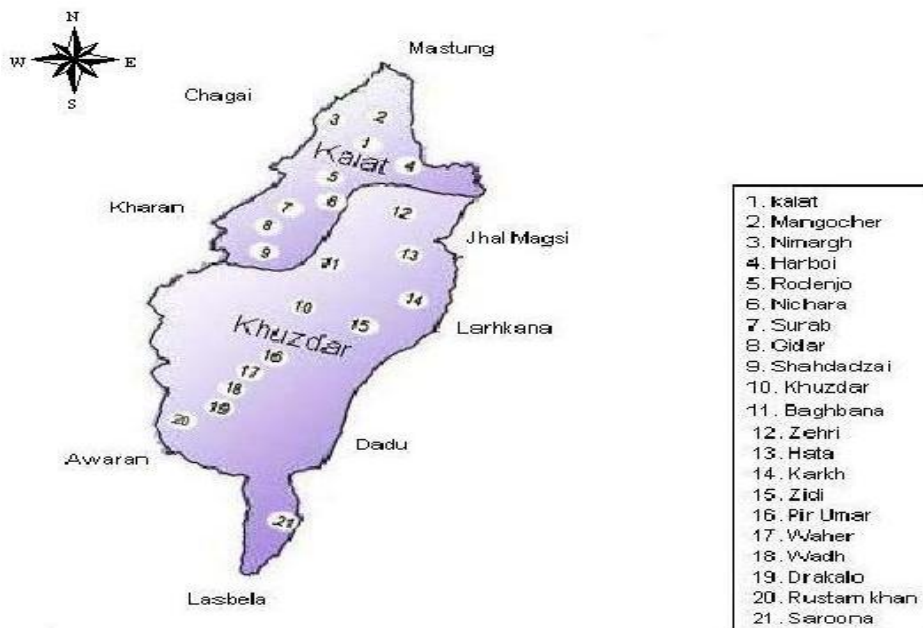 N
W E
S
Mastung
Chagai
3 2
1
Kalat
4
5
6
7
Kharan
8
12
Jhal Magsi
9
11
13
10
14
Khuzdar
15
Larhkana
16
17
18
19
20
Awaran
Dadu
21
Lasbela
1. Kalat
2. Mangocher
3. Nimargh
4. Harboi
5. Rodenjo
6. Nichara
7. Surab
8. Gidar
9. Shahdadzai
10. Khuzdar
11. Baghbana
12. Zehri
13. Hata
14. Karkh
15. Zidi
16. Pir Umar
17. Waher
18. Wadh
19. Drakalo
20. Rustam khan
21. Saroona